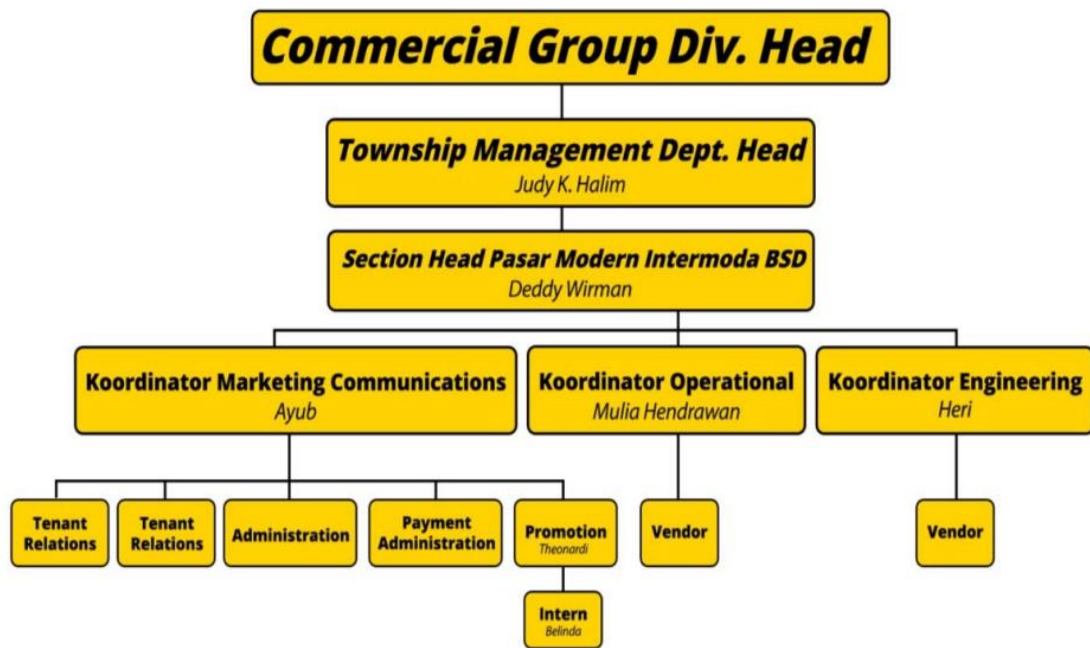 Commercial Group Div. Head
Township Management Dept. Head
Judy K. Halim
Section Head Pasar Modern Intermoda BSD
Deddy Wirman
Koordinator Marketing Communications
Ayub
Koordinator Operational
Mulia Hendrawan
Koordinator Engineering
Heri
Tenant
Relations
Tenant
Relations
Administration
Payment
Administration
Promotion
Theonardi
Vendor
Vendor
Intern
Belinda